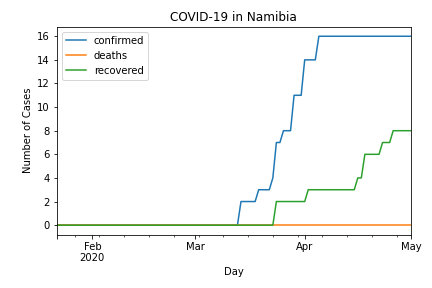 COVID-19 in Namibia
confirmed
deaths
recovered
Number of Cases
16
14
12
10
8
6
4
2
0
Feb
2020
Mar
Apr
May
Day